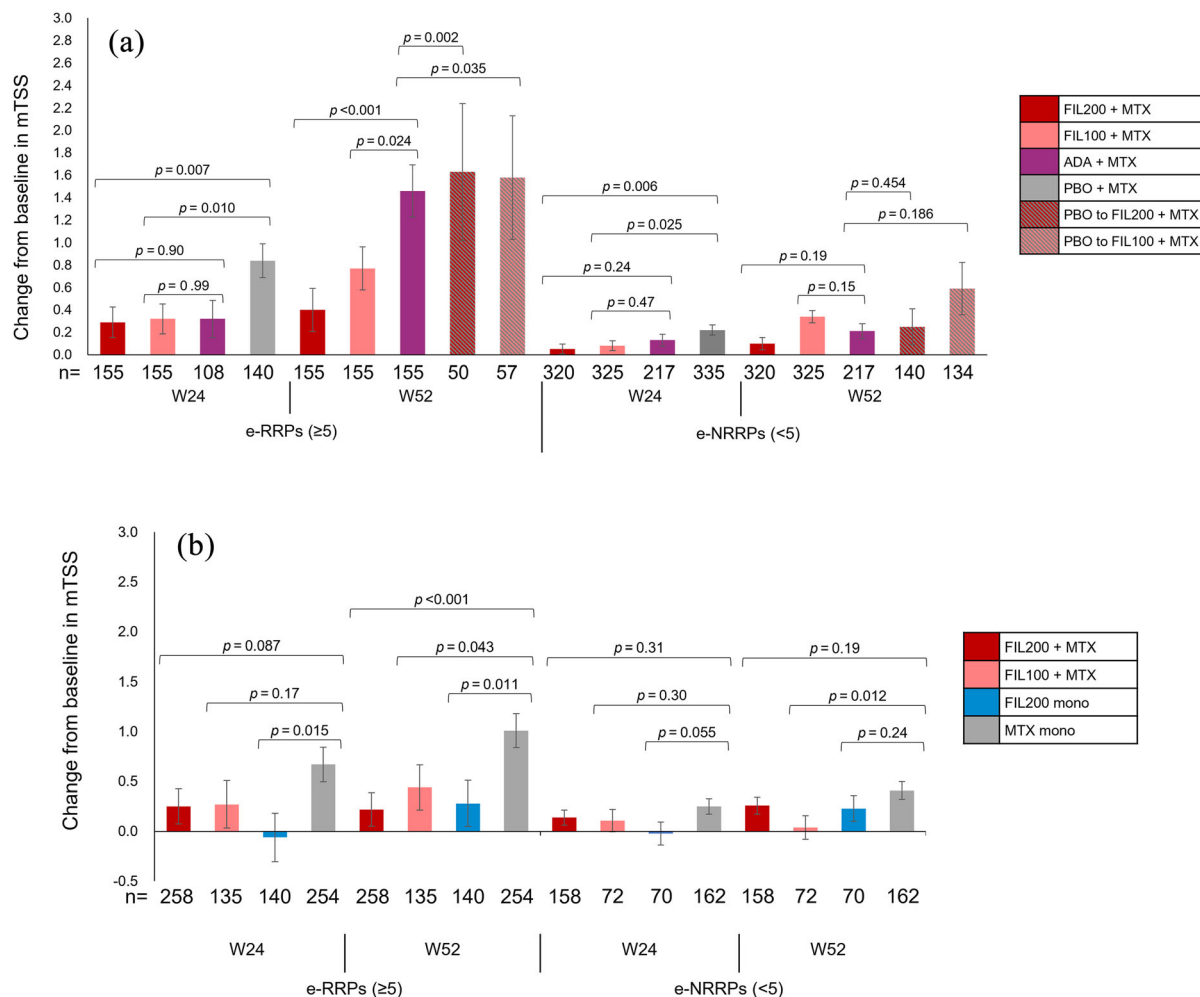 (a)
Change from baseline in mTSS
3.0
2.8
2.6
2.4
2.2
2.0
1.8
1.6
1.4
1.2
1.0
0.8
0.6
0.4
0.2
0.0
p = 0.007
p = 0.010
p = 0.90
p = 0.99
p = 0.002
p = 0.035
p <0.001
p = 0.024
p = 0.006
p = 0.025
p = 0.24
p = 0.47
p = 0.454
p = 0.186
p = 0.19
p = 0.15
n= 155 155 108 140 155 155 155 50 57 320 325 217 335 320 325 217 140 134
W24 W52 W24 W52
e-RRPs (≥5) e-NRRPs (<5)
FIL200 + MTX
FIL100 + MTX
ADA + MTX
PBO + MTX
PBO to FIL200 + MTX
PBO to FIL100 + MTX
(b)
Change from baseline in mTSS
3.0
2.5
2.0
1.5
1.0
0.5
0.0
-0.5
p = 0.087
p = 0.17
p = 0.015
p <0.001
p = 0.043
p = 0.011
p = 0.31
p = 0.30
p = 0.055
p = 0.19
p = 0.012
p = 0.24
n= 258 135 140 254 258 135 140 254 158 72 70 162 158 72 70 162
W24 W52 W24 W52
e-RRPs (≥5) e-NRRPs (<5)
FIL200 + MTX
FIL100 + MTX
FIL200 mono
MTX mono